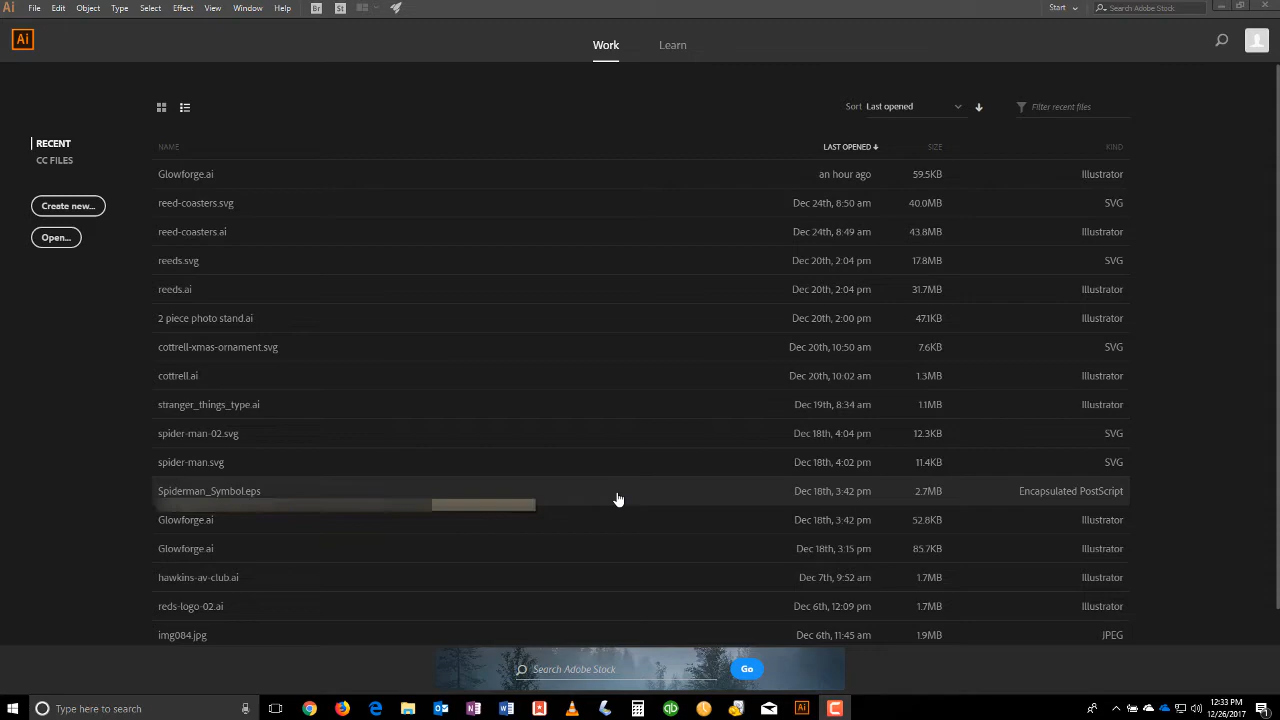 Ai File Edit Object Type Select Effect View Window Help Br St Start Search Adobe Stock
Ai Work Learn
Sort Last opened Filter recent files
RECENT
CC FILES
Create new...
Open...
NAME LAST OPENED SIZE KIND
Glowforge.ai an hour ago 59.5KB Illustrator
reed-coasters.svg Dec 24th, 8:50 am 40.0MB SVG
reed-coasters.ai Dec 24th, 8:49 am 43.8MB Illustrator
reeds.svg Dec 20th, 2:04 pm 17.8MB SVG
reeds.ai Dec 20th, 2:04 pm 31.7MB Illustrator
2 piece photo stand.ai Dec 20th, 2:00 pm 47.1KB Illustrator
cottrell-xmas-ornament.svg Dec 20th, 10:50 am 7.6KB SVG
cottrell.ai Dec 20th, 10:02 am 1.3MB Illustrator
stranger_things_type.ai Dec 19th, 8:34 am 1.1MB Illustrator
spider-man-02.svg Dec 18th, 4:04 pm 12.3KB SVG
spider-man.svg Dec 18th, 4:02 pm 11.4KB SVG
Spiderman_Symbol.eps Dec 18th, 3:42 pm 2.7MB Encapsulated PostScript
Glowforge.ai Dec 18th, 3:42 pm 52.8KB Illustrator
Glowforge.ai Dec 18th, 3:15 pm 85.7KB Illustrator
hawkins-av-club.ai Dec 7th, 9:52 am 1.7MB Illustrator
reds-logo-02.ai Dec 6th, 12:09 pm 1.7MB Illustrator
img084.jpg Dec 6th, 11:45 am 1.9MB JPEG
Search Adobe Stock Go
Type here to search
12:33 PM
12/26/2017